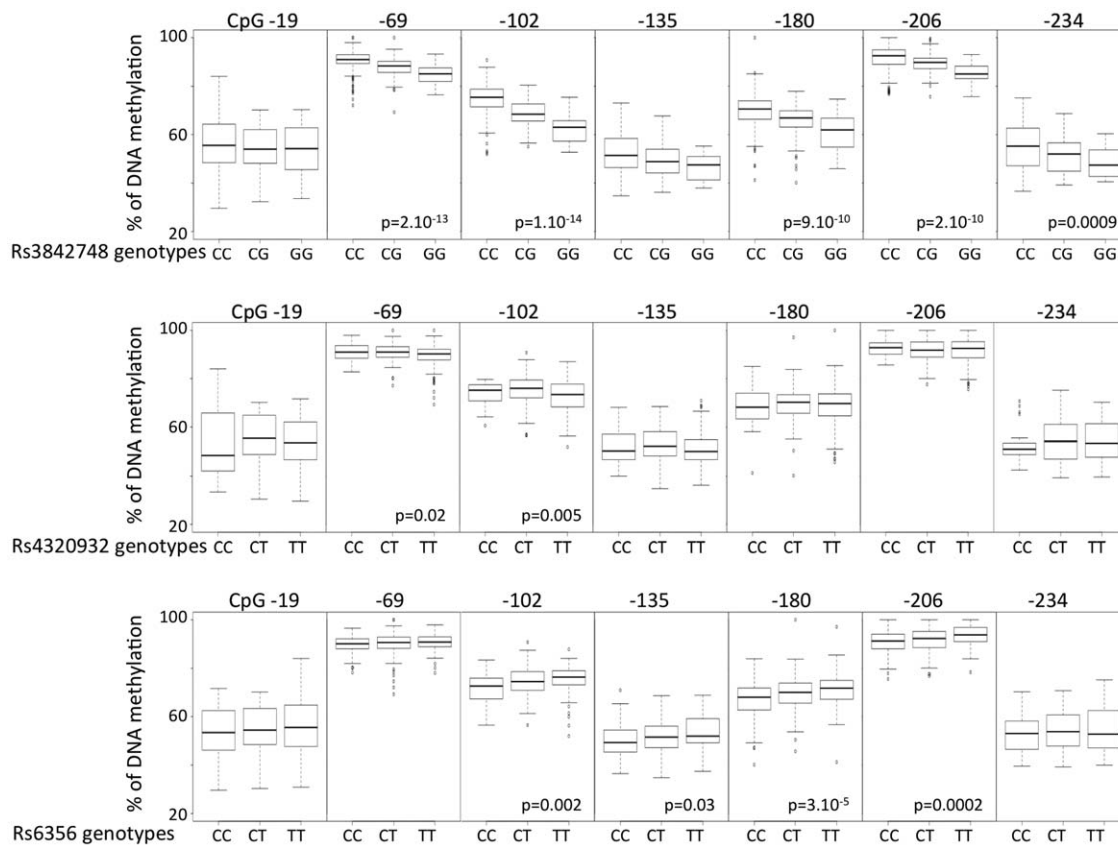 CpG -19 -69 -102 -135 -180 -206 -234
100
60
20
% of DNA methylation
p=2.10-13 p=1.10-14 p=9.10-10 p=2.10-10 p=0.0009
Rs3842748 genotypes CC CG GG CC CG GG CC CG GG CC CG GG CC CG GG CC CG GG CC CG GG
CpG -19 -69 -102 -135 -180 -206 -234
100
60
20
% of DNA methylation
p=0.02 p=0.005
Rs4320932 genotypes CC CT TT CC CT TT CC CT TT CC CT TT CC CT TT CC CT TT CC CT TT
CpG -19 -69 -102 -135 -180 -206 -234
100
60
20
% of DNA methylation
p=0.002 p=0.03 p=3.10-5 p=0.0002
Rs6356 genotypes CC CT TT CC CT TT CC CT TT CC CT TT CC CT TT CC CT TT CC CT TT